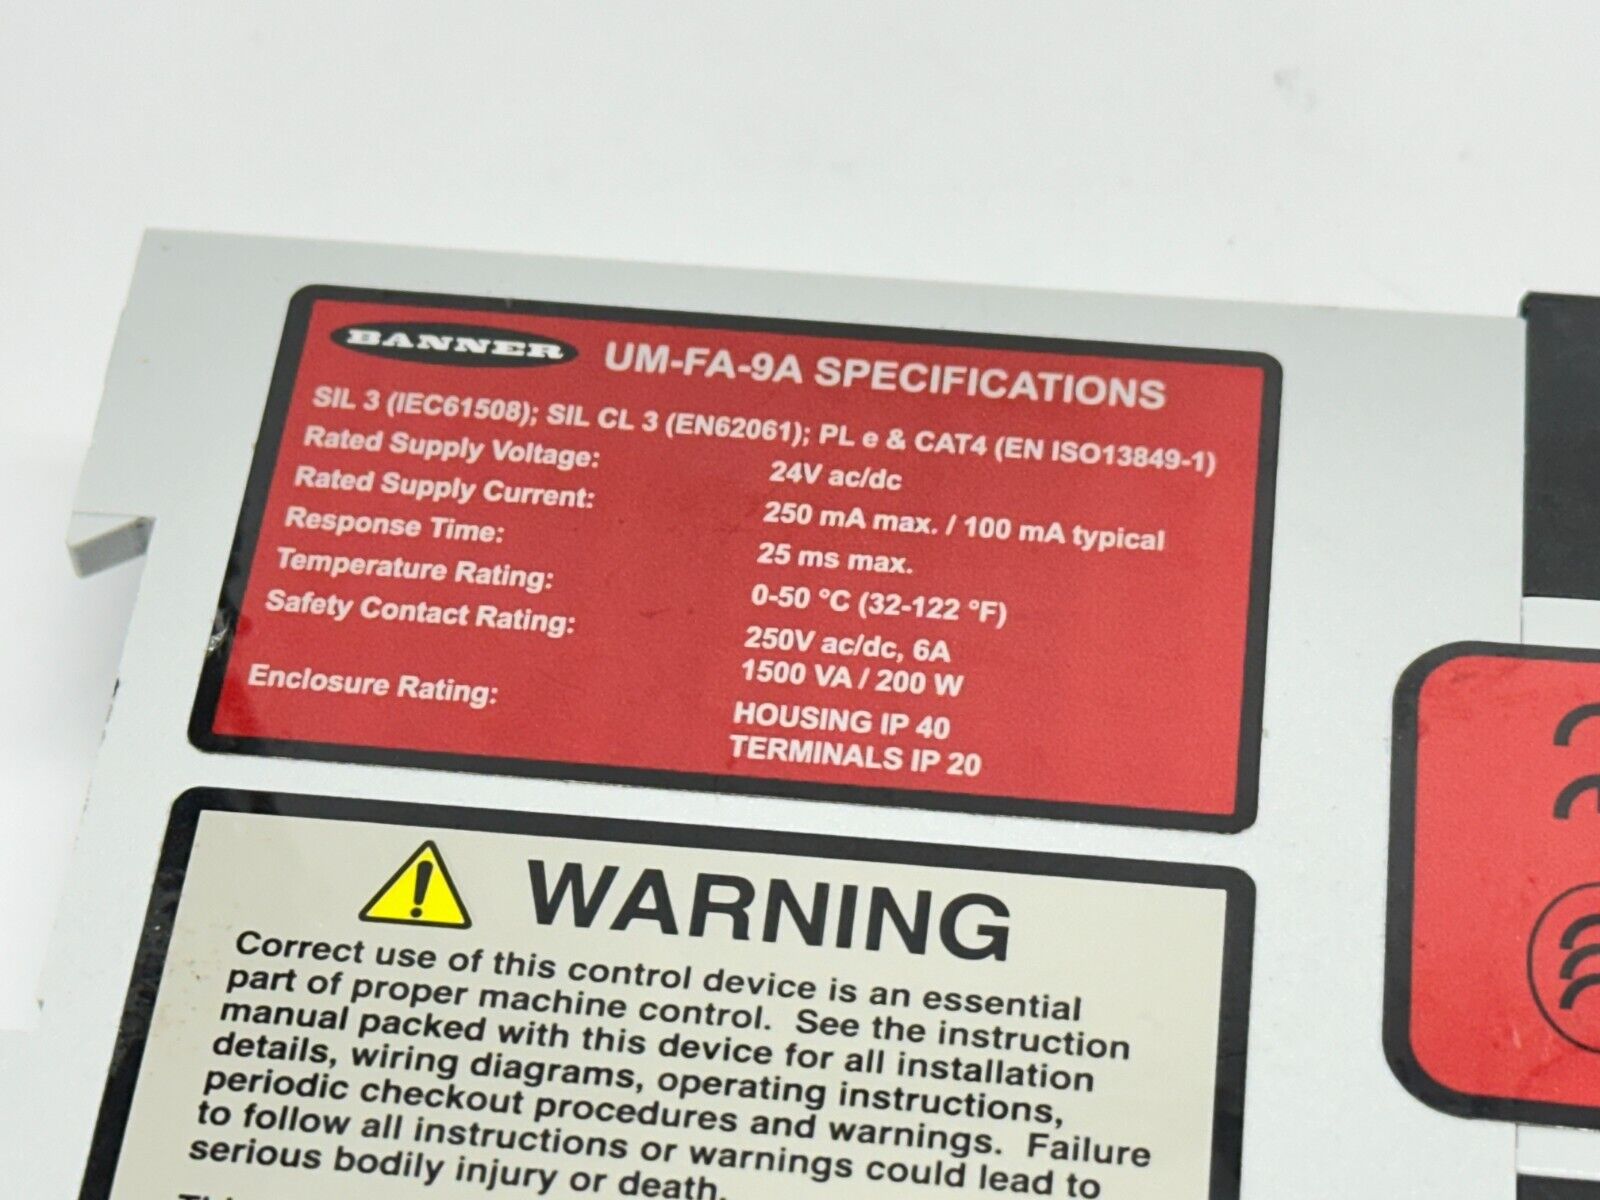 BANNER UM-FA-9A SPECIFICATIONS
SIL 3 (IEC61508); SIL CL 3 (EN62061); PL e & CAT4 (EN ISO13849-1)
Rated Supply Voltage: 24V ac/dc
Rated Supply Current: 250 mA max. / 100 mA typical
Response Time: 25 ms max.
Temperature Rating: 0-50 °C (32-122 °F)
Safety Contact Rating: 250V ac/dc, 6A
1500 VA / 200 W
Enclosure Rating: HOUSING IP 40
TERMINALS IP 20
WARNING
Correct use of this control device is an essential
part of proper machine control. See the instruction
manual packed with this device for all installation
details, wiring diagrams, operating instructions,
periodic checkout procedures and warnings. Failure
to follow all instructions or warnings could lead to
serious bodily injury or death.